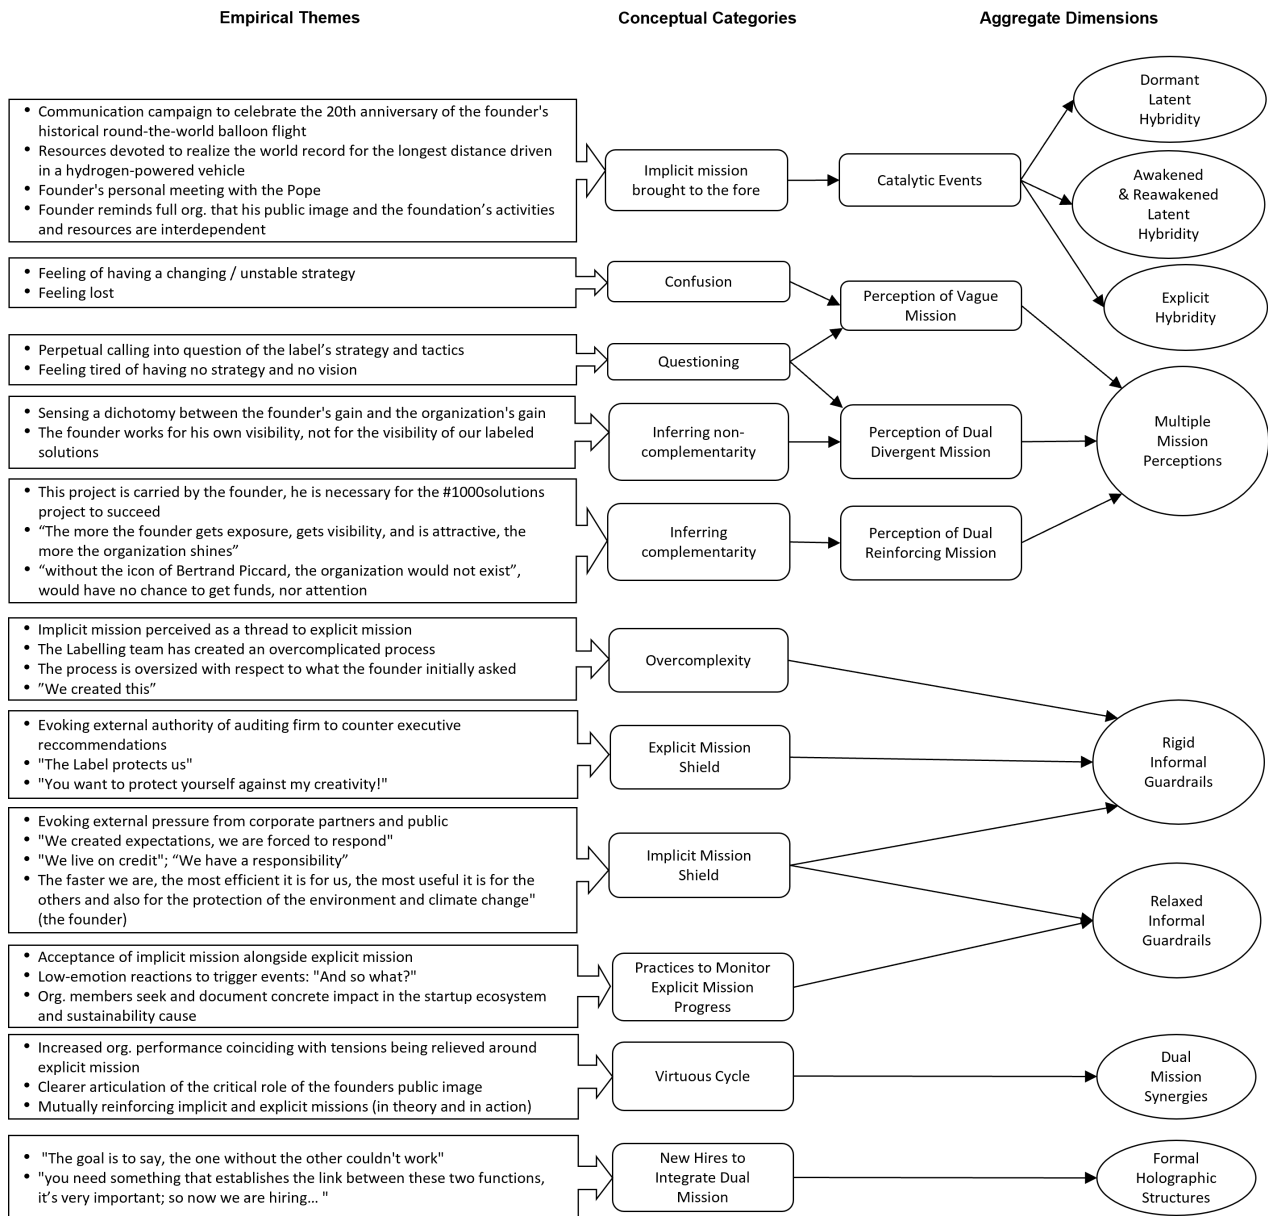 Empirical Themes
Conceptual Categories
Aggregate Dimensions
• Communication campaign to celebrate the 20th anniversary of the founder's
historical round-the-world balloon flight
• Resources devoted to realize the world record for the longest distance driven
in a hydrogen-powered vehicle
• Founder's personal meeting with the Pope
• Founder reminds full org. that his public image and the foundation’s activities
and resources are interdependent
Implicit mission
brought to the fore
Catalytic Events
Dormant
Latent
Hybridity
Awakened
& Reawakened
Latent
Hybridity
Explicit
Hybridity
• Feeling of having a changing / unstable strategy
• Feeling lost
Confusion
Perception of Vague
Mission
• Perpetual calling into question of the label’s strategy and tactics
• Feeling tired of having no strategy and no vision
Questioning
• Sensing a dichotomy between the founder's gain and the organization's gain
• The founder works for his own visibility, not for the visibility of our labeled
solutions
Inferring non-
complementarity
Perception of Dual
Divergent Mission
Multiple
Mission
Perceptions
• This project is carried by the founder, he is necessary for the #1000solutions
project to succeed
• “The more the founder gets exposure, gets visibility, and is attractive, the
more the organization shines”
• “without the icon of Bertrand Piccard, the organization would not exist”,
would have no chance to get funds, nor attention
Inferring
complementarity
Perception of Dual
Reinforcing Mission
• Implicit mission perceived as a thread to explicit mission
• The Labelling team has created an overcomplicated process
• The process is oversized with respect to what the founder initially asked
• ”We created this”
Overcomplexity
• Evoking external authority of auditing firm to counter executive
reccommendations
• "The Label protects us"
• "You want to protect yourself against my creativity!"
Explicit Mission
Shield
Rigid
Informal
Guardrails
• Evoking external pressure from corporate partners and public
• "We created expectations, we are forced to respond"
• "We live on credit"; “We have a responsibility”
• The faster we are, the most efficient it is for us, the most useful it is for the
others and also for the protection of the environment and climate change"
(the founder)
Implicit Mission
Shield
Relaxed
Informal
Guardrails
• Acceptance of implicit mission alongside explicit mission
• Low-emotion reactions to trigger events: "And so what?"
• Org. members seek and document concrete impact in the startup ecosystem
and sustainability cause
Practices to Monitor
Explicit Mission
Progress
• Increased org. performance coinciding with tensions being relieved around
explicit mission
• Clearer articulation of the critical role of the founders public image
• Mutually reinforcing implicit and explicit missions (in theory and in action)
Virtuous Cycle
Dual
Mission
Synergies
• "The goal is to say, the one without the other couldn't work"
• "you need something that establishes the link between these two functions,
it’s very important; so now we are hiring… "
New Hires to
Integrate Dual
Mission
Formal
Holographic
Structures